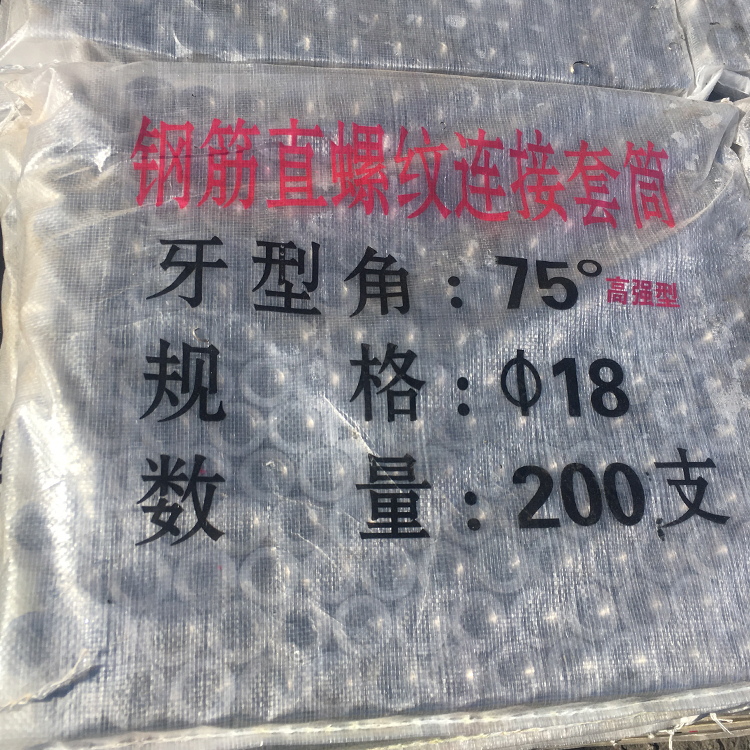 钢筋直螺纹连接套筒
牙型角：75° 高强型
规格：Φ18
数量：200支